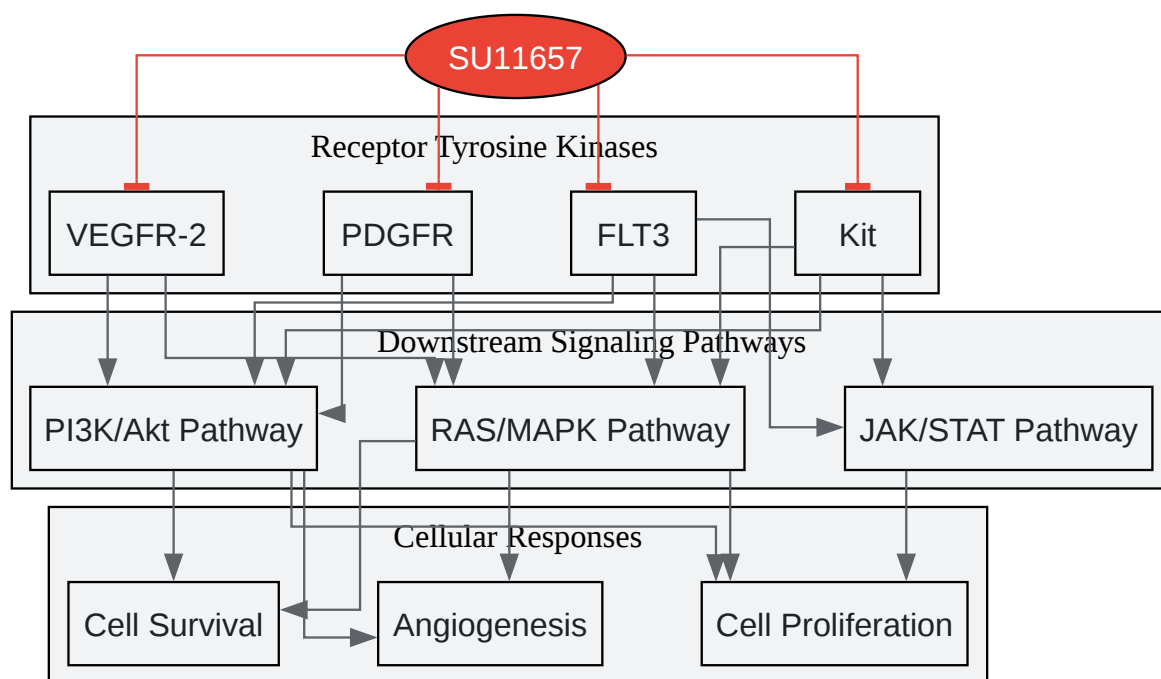 SU11657
Receptor Tyrosine Kinases
VEGFR-2
PDGFR
FLT3
Kit
Downstream Signaling Pathways
PI3K/Akt Pathway
RAS/MAPK Pathway
JAK/STAT Pathway
Cellular Responses
Cell Survival
Angiogenesis
Cell Proliferation